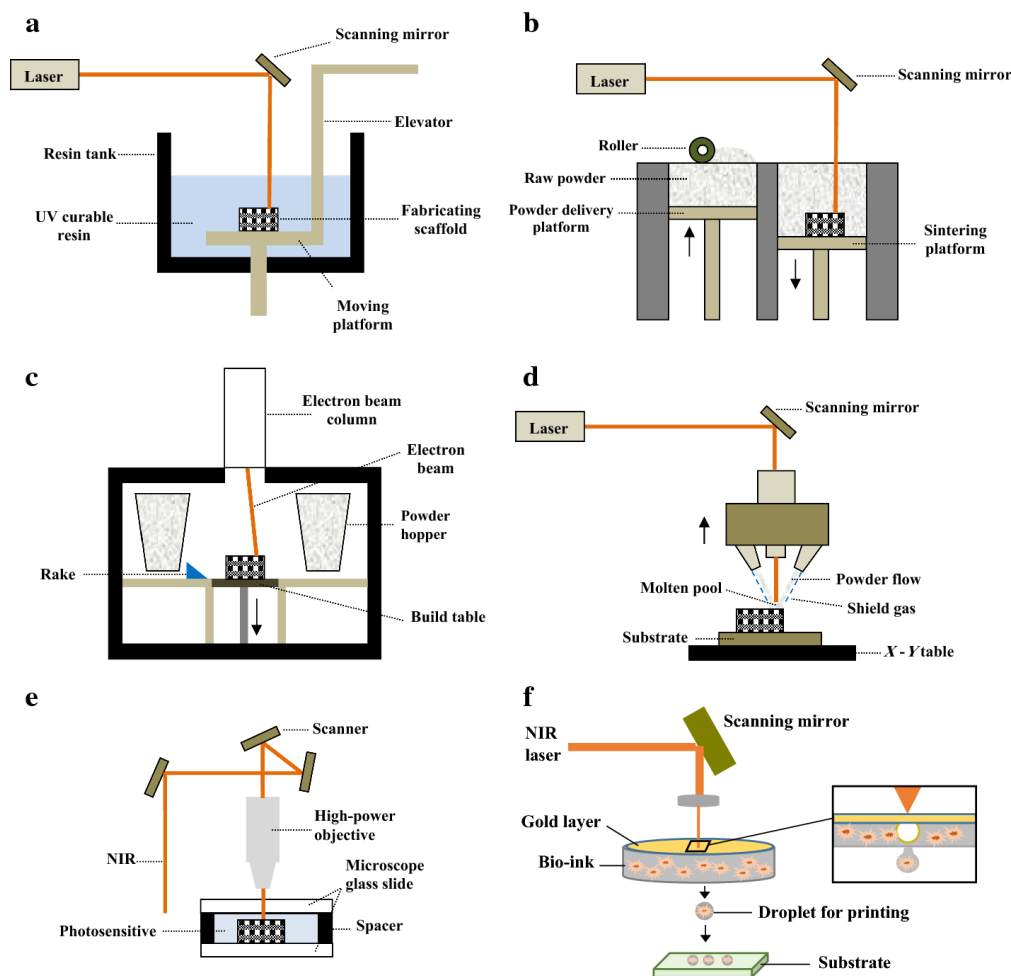 a
Scanning mirror
Laser
Elevator
Resin tank
UV curable
resin
Fabricating
scaffold
Moving
platform
b
Scanning mirror
Laser
Roller
Raw powder
Powder delivery
platform
Sintering
platform
c
Electron beam
column
Electron
beam
Powder
hopper
Rake
Build table
d
Scanning mirror
Laser
Powder flow
Molten pool
Shield gas
Substrate
X - Y table
e
Scanner
High-power
objective
NIR
Microscope
glass slide
Photosensitive
Spacer
f
Scanning mirror
NIR
laser
Gold layer
Bio-ink
Droplet for printing
Substrate